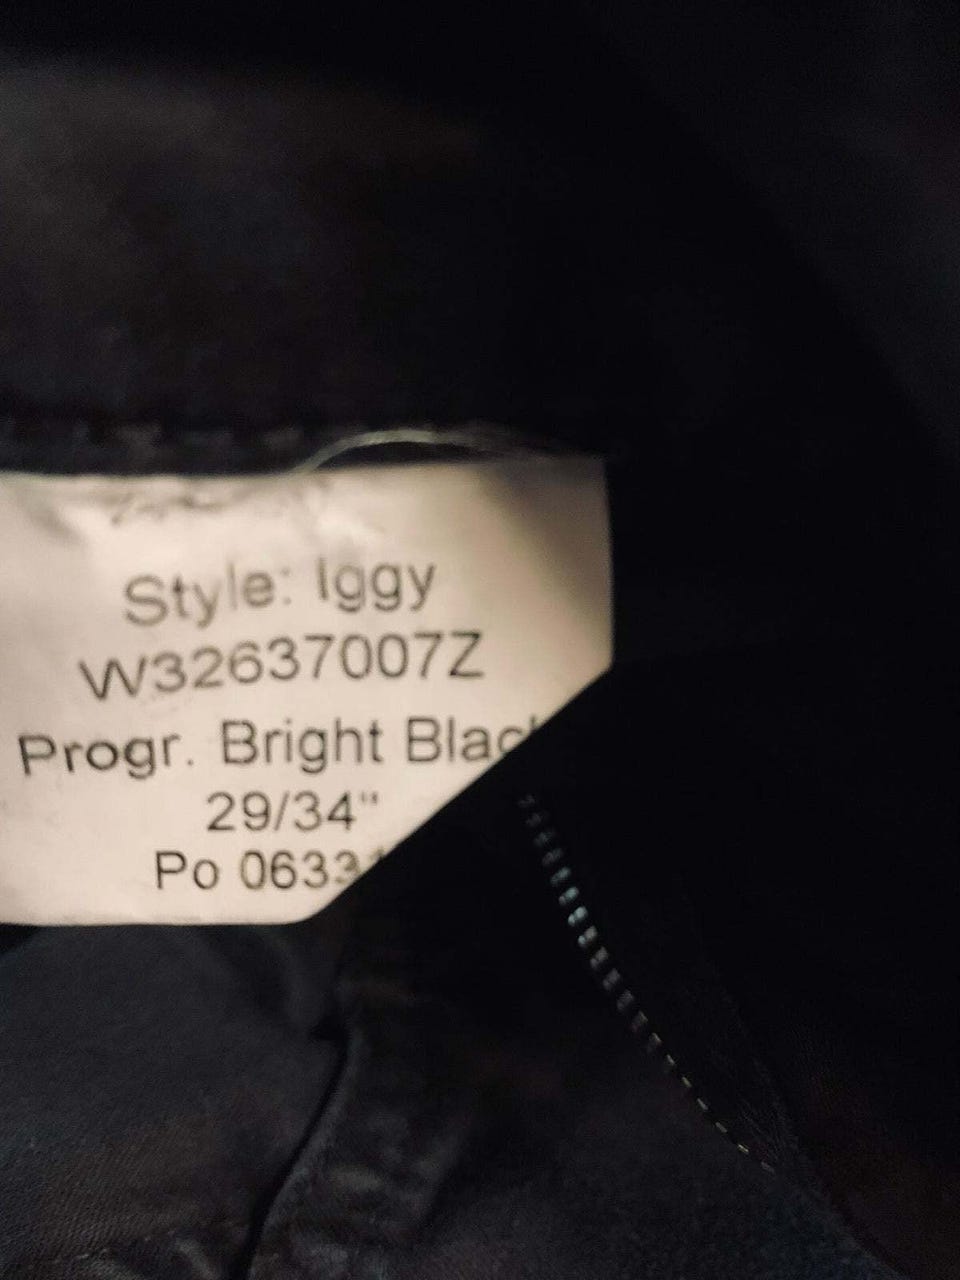 Style: Iggy
W32637007Z
Progr. Bright Blac
29/34"
Po 0633